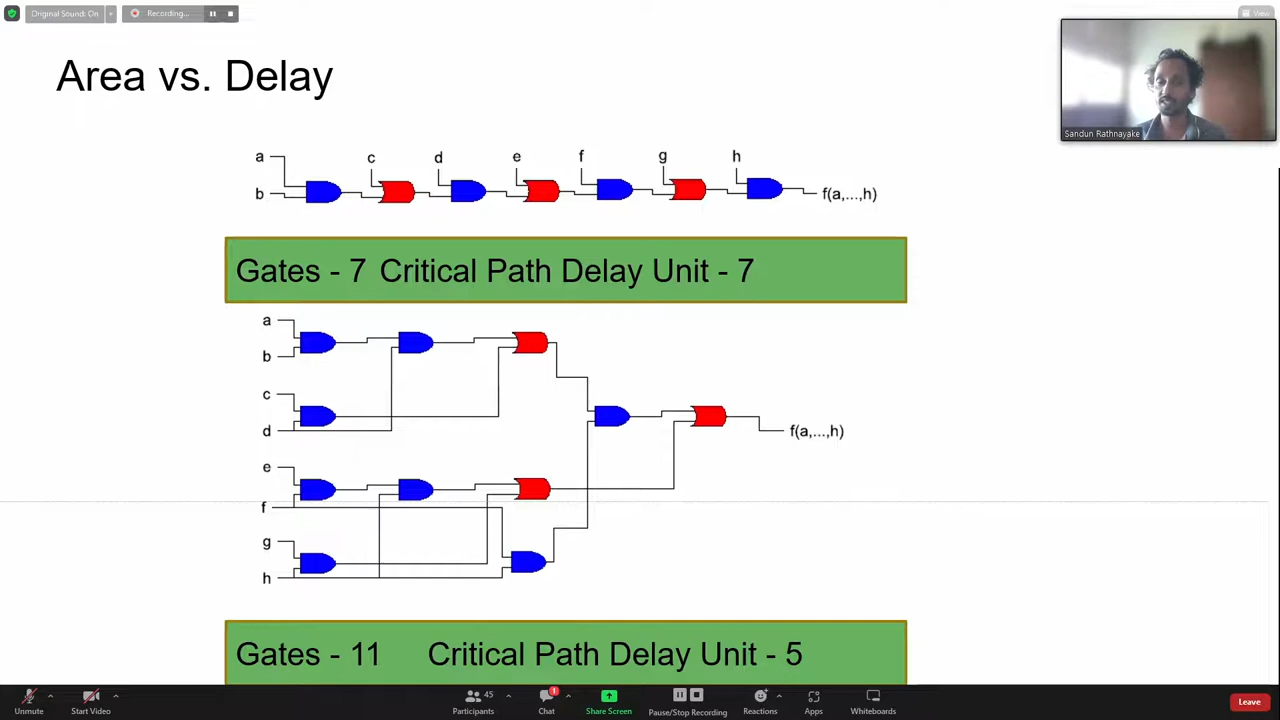 Original Sound: On
Recording...
View
Area vs. Delay
Sandun Rathnayake
a
c
d
e
f
g
h
b
f(a,...,h)
Gates - 7 Critical Path Delay Unit - 7
a
b
c
d
f(a,...,h)
e
f
g
h
Gates - 11 Critical Path Delay Unit - 5
45
1
Unmute
Start Video
Participants
Chat
Share Screen
Pause/Stop Recording
Reactions
Apps
Whiteboards
Leave